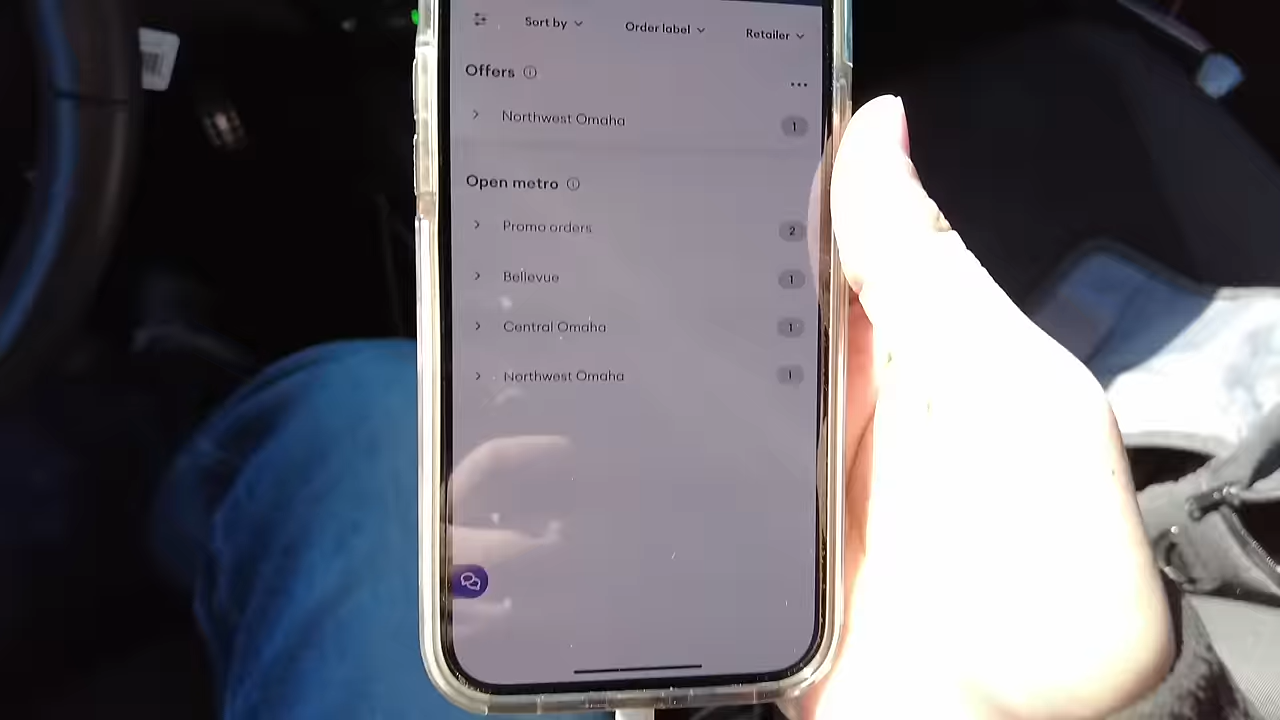 Sort by
Order label
Retailer
Offers
Northwest Omaha
1
Open metro
Promo orders
2
Bellevue
1
Central Omaha
1
Northwest Omaha
1